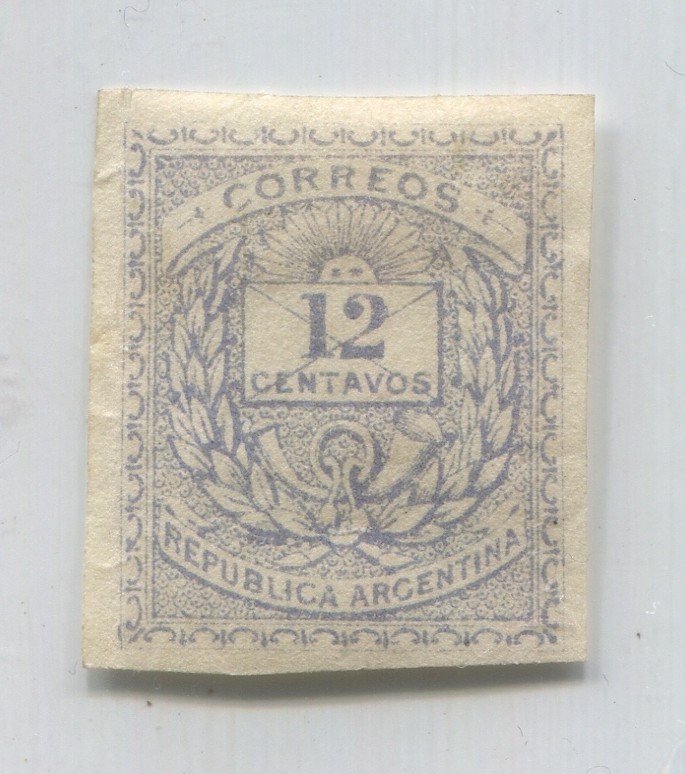 CORREOS
12
CENTAVOS
REPUBLICA ARGENTINA